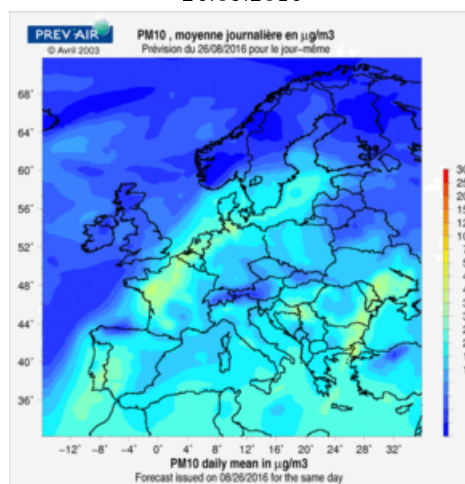 PREV'AIR
© Avril 2003
PM10 , moyenne journalière en µg/m3
Prévision du 26/08/2016 pour le jour-même
68°
64°
60°
56°
52°
48°
44°
40°
36°
-12° -8° -4° 0° 4° 8° 12° 16° 20° 24° 28° 32°
PM10 daily mean in µg/m3
Forecast issued on 08/26/2016 for the same day